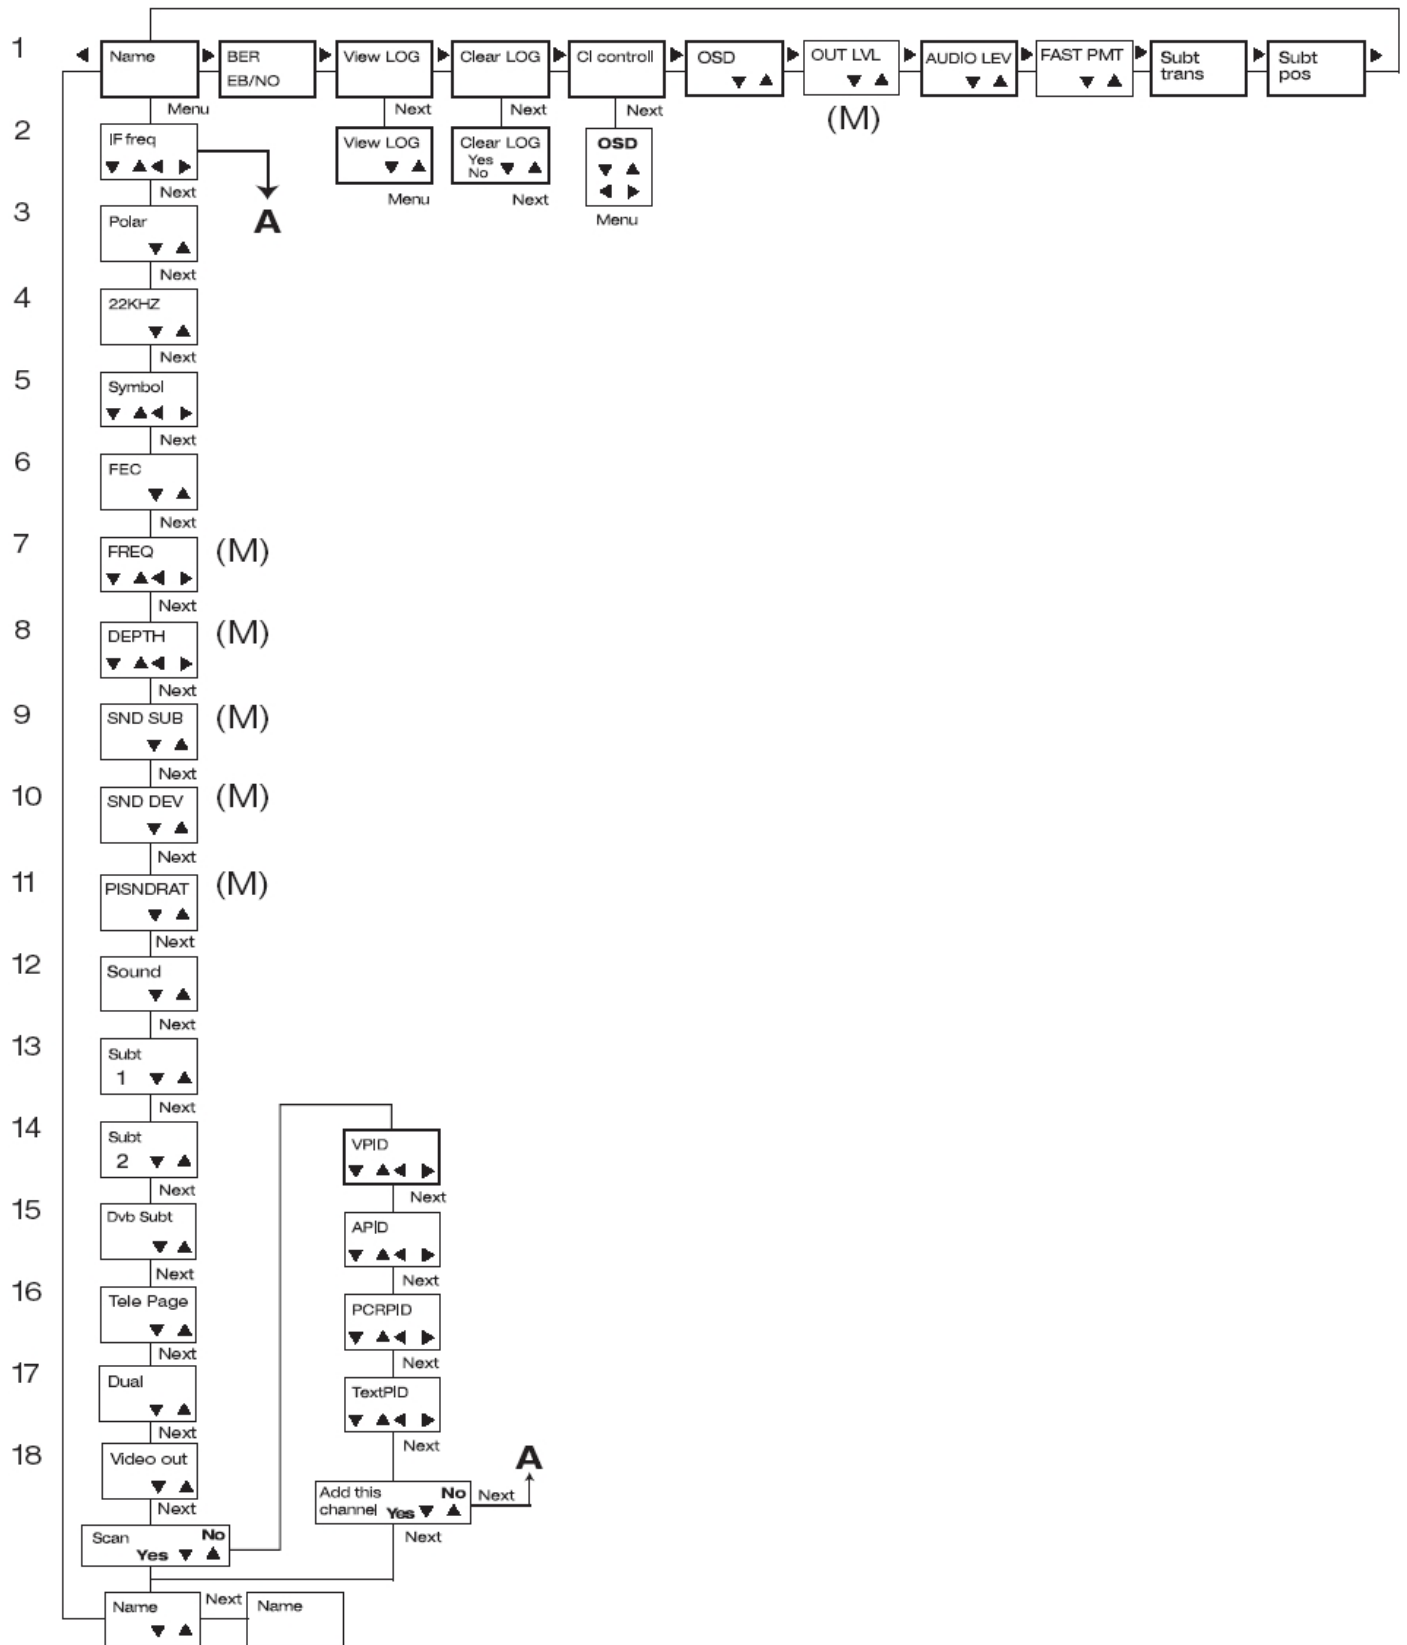 1
Name
BER
EB/NO
View LOG
Clear LOG
CI controll
OSD
OUT LVL
AUDIO LEV
FAST PMT
Subt
trans
Subt
pos
Menu
Next
Next
Next
(M)
2
IF freq
View LOG
Clear LOG
Yes
No
OSD
Next
Menu
Next
Menu
A
3
Polar
Next
4
22KHZ
Next
5
Symbol
Next
6
FEC
Next
7
FREQ
(M)
Next
8
DEPTH
(M)
Next
9
SND SUB
(M)
Next
10
SND DEV
(M)
Next
11
PISNDRAT
(M)
Next
12
Sound
Next
13
Subt
1
Next
14
Subt
2
Next
VPID
Next
15
Dvb Subt
Next
APID
Next
16
Tele Page
Next
PCRPID
Next
17
Dual
Next
TextPID
Next
18
Video out
Next
A
Add this
channel
Yes
No
Next
Next
Scan
Yes
No
Name
Next
Name